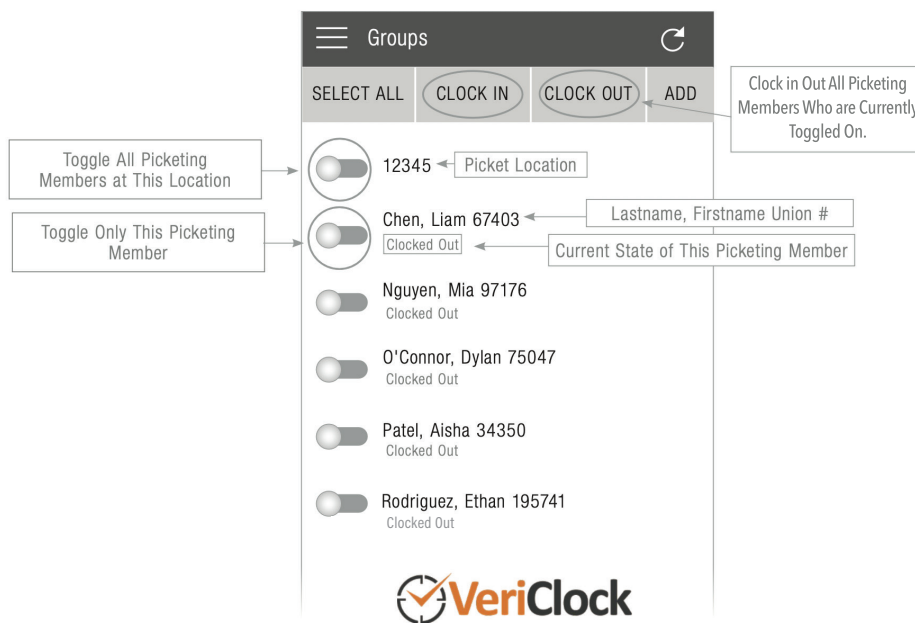 Groups
SELECT ALL CLOCK IN CLOCK OUT ADD
Clock in Out All Picketing
Members Who are Currently
Toggled On.
Toggle All Picketing
Members at This Location
12345
Picket Location
Toggle Only This Picketing
Member
Chen, Liam 67403
Lastname, Firstname Union #
Clocked Out
Current State of This Picketing Member
Nguyen, Mia 97176
Clocked Out
O'Connor, Dylan 75047
Clocked Out
Patel, Aisha 34350
Clocked Out
Rodriguez, Ethan 195741
Clocked Out
VeriClock